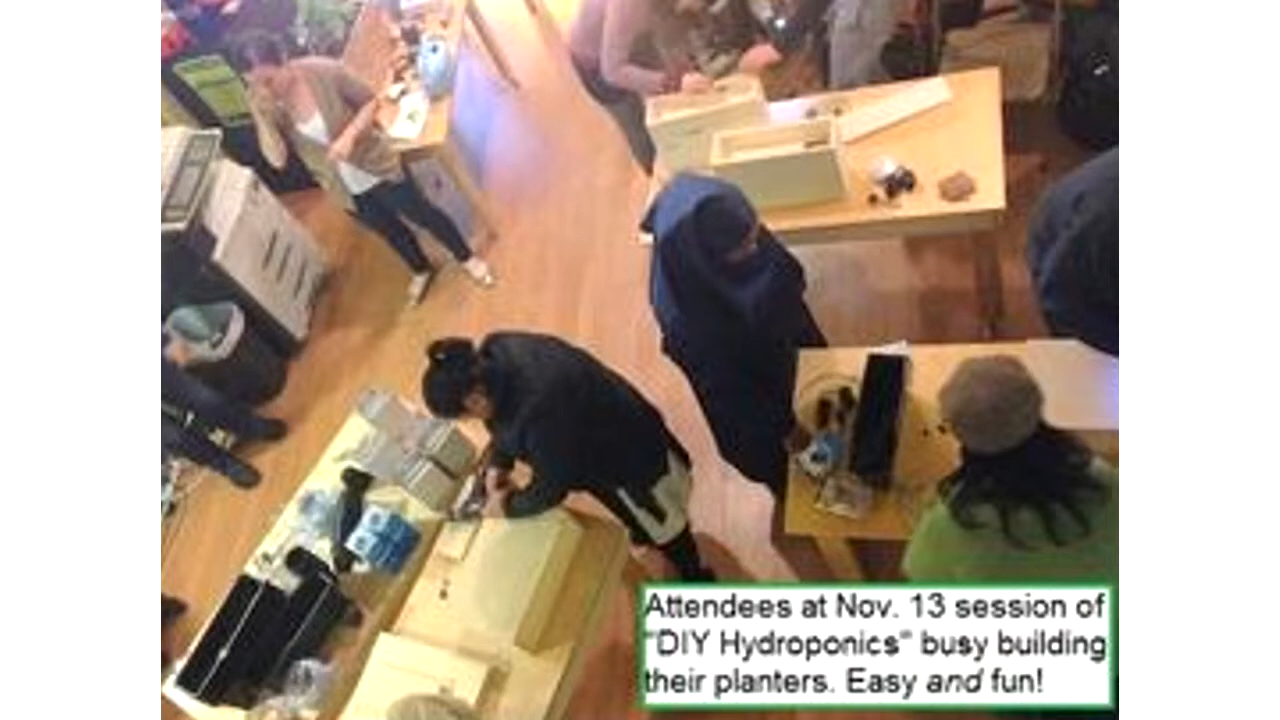 Attendees at Nov. 13 session of
"DIY Hydroponics" busy building
their planters. Easy and fun!